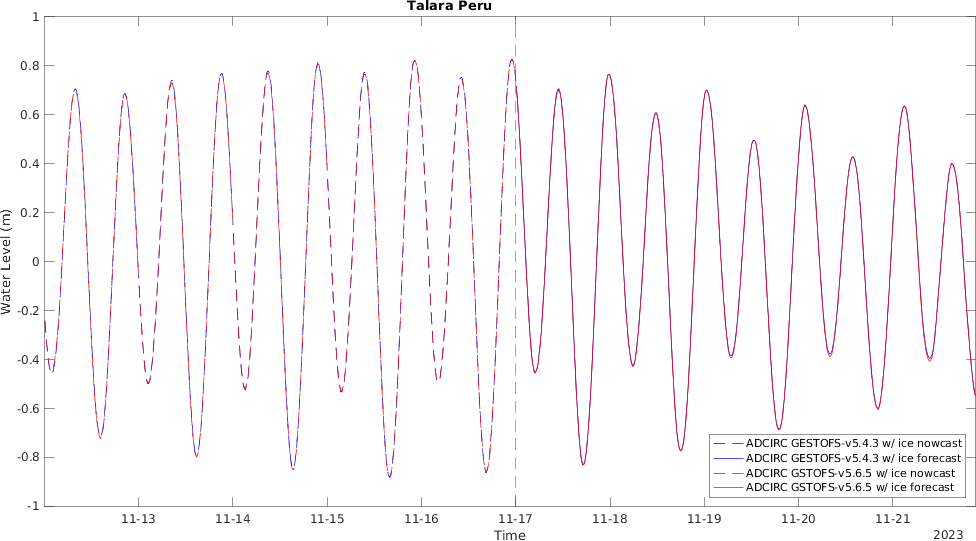 Talara Peru
1
0.8
0.6
0.4
0.2
0
-0.2
-0.4
-0.6
-0.8
-1
Water Level (m)
11-13 11-14 11-15 11-16 11-17 11-18 11-19 11-20 11-21
Time
2023
ADCIRC GESTOFS-v5.4.3 w/ ice nowcast
ADCIRC GESTOFS-v5.4.3 w/ ice forecast
ADCIRC GSTOFS-v5.6.5 w/ ice nowcast
ADCIRC GSTOFS-v5.6.5 w/ ice forecast